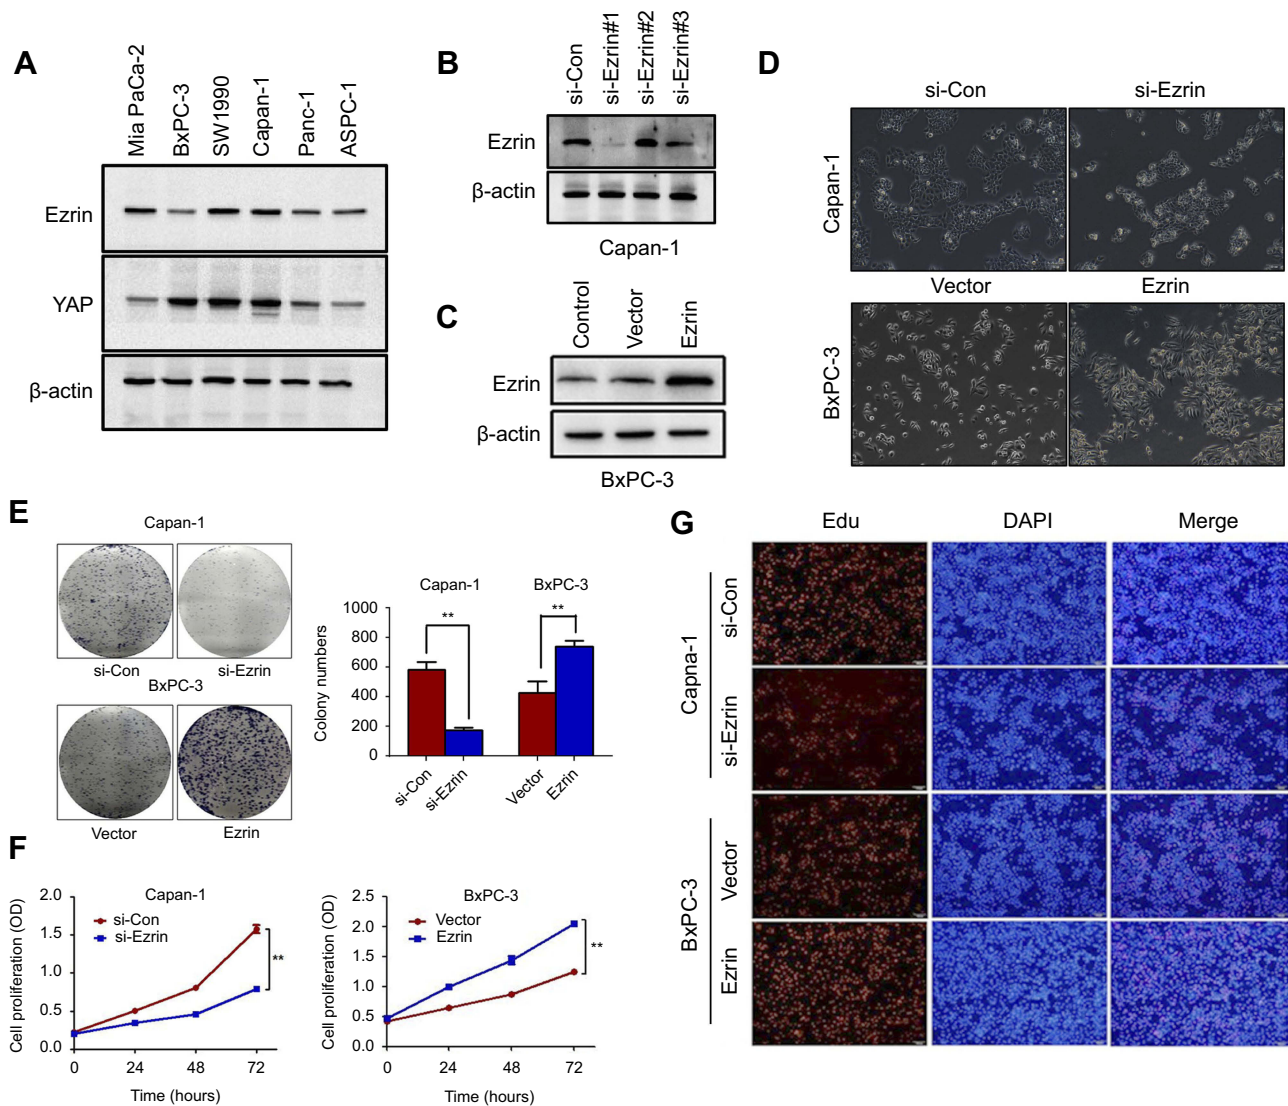 A
Mia PaCa-2
BxPC-3
SW1990
Capan-1
Panc-1
ASPC-1
Ezrin
YAP
β-actin
B
si-Con
si-Ezrin#1
si-Ezrin#2
si-Ezrin#3
Ezrin
β-actin
Capan-1
C
Control
Vector
Ezrin
Ezrin
β-actin
BxPC-3
D
si-Con
si-Ezrin
Capan-1
Vector
Ezrin
BxPC-3
E
Capan-1
si-Con
si-Ezrin
BxPC-3
Vector
Ezrin
Capan-1
BxPC-3
Colony numbers
1000
800
600
400
200
0
**
**
si-Con
si-Ezrin
Vector
Ezrin
F
Capan-1
Cell proliferation (OD)
2.0
1.5
1.0
0.5
0.0
si-Con
si-Ezrin
**
0
24
48
72
Time (hours)
BxPC-3
Cell proliferation (OD)
2.5
2.0
1.5
1.0
0.5
0.0
Vector
Ezrin
**
0
24
48
72
Time (hours)
G
Edu
DAPI
Merge
Capna-1
si-Con
si-Ezrin
BxPC-3
Vector
Ezrin